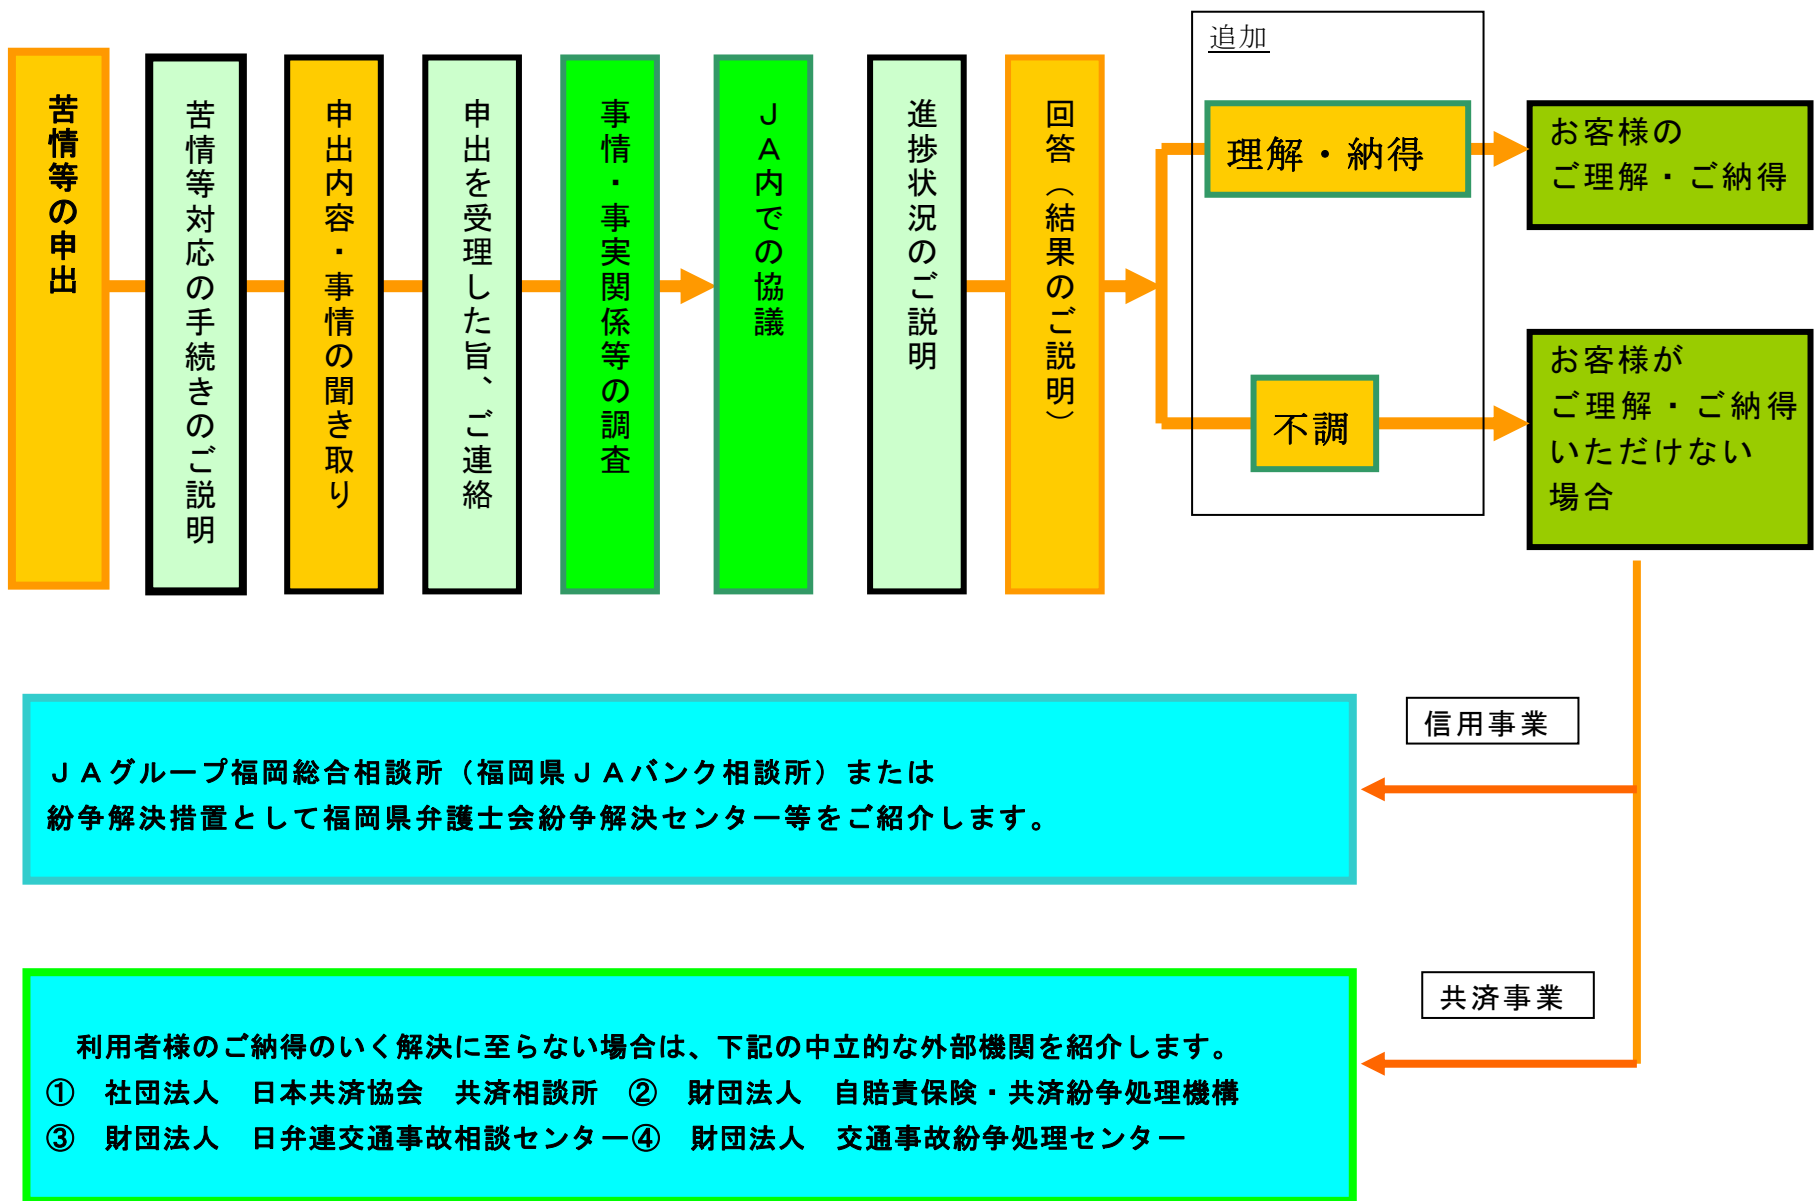 苦情等の申出
苦情等対応の手続きのご説明
申出内容・事情の聞き取り
申出を受理した旨、ご連絡
事情・事実関係等の調査
ＪＡ内での協議
進捗状況のご説明
回答（結果のご説明）
追加
理解・納得
不調
お客様の
ご理解・ご納得
お客様が
ご理解・ご納得
いただけない
場合
信用事業
ＪＡグループ福岡総合相談所（福岡県ＪＡバンク相談所）または
紛争解決措置として福岡県弁護士会紛争解決センター等をご紹介します。
共済事業
利用者様のご納得のいく解決に至らない場合は、下記の中立的な外部機関を紹介します。
①　社団法人　日本共済協会　共済相談所　②　財団法人　自賠責保険・共済紛争処理機構
③　財団法人　日弁連交通事故相談センター④　財団法人　交通事故紛争処理センター